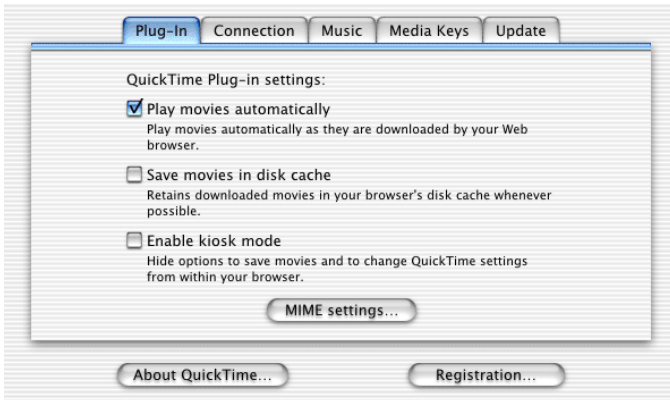 Plug-In Connection Music Media Keys Update
QuickTime Plug-in settings:
Play movies automatically
Play movies automatically as they are downloaded by your Web
browser.
Save movies in disk cache
Retains downloaded movies in your browser's disk cache whenever
possible.
Enable kiosk mode
Hide options to save movies and to change QuickTime settings
from within your browser.
MIME settings...
About QuickTime... Registration...